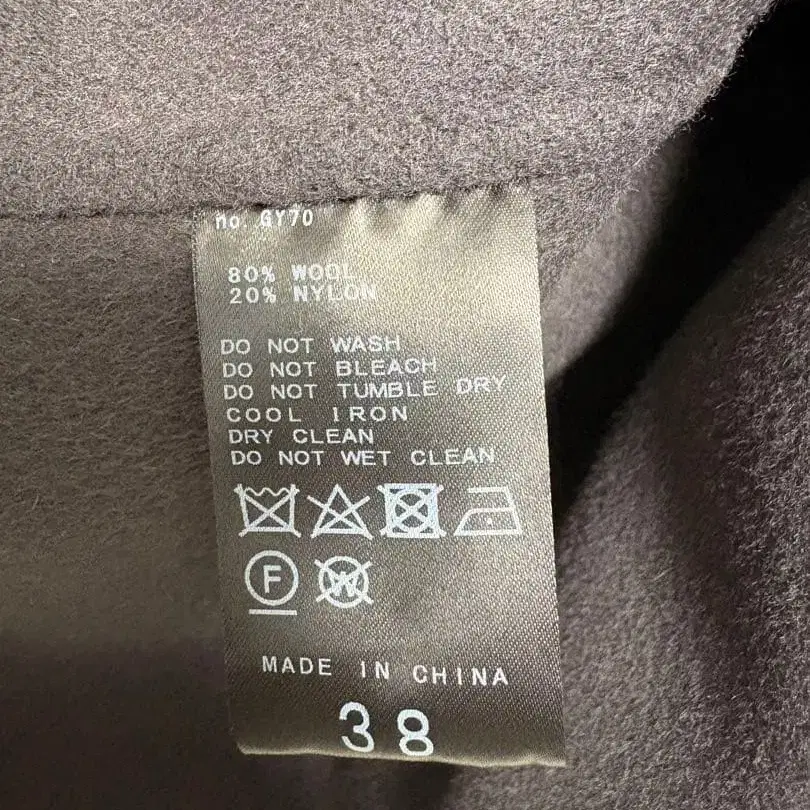 no. GY70
80% WOOL
20% NYLON
DO NOT WASH
DO NOT BLEACH
DO NOT TUMBLE DRY
COOL IRON
DRY CLEAN
DO NOT WET CLEAN
F W
MADE IN CHINA
38